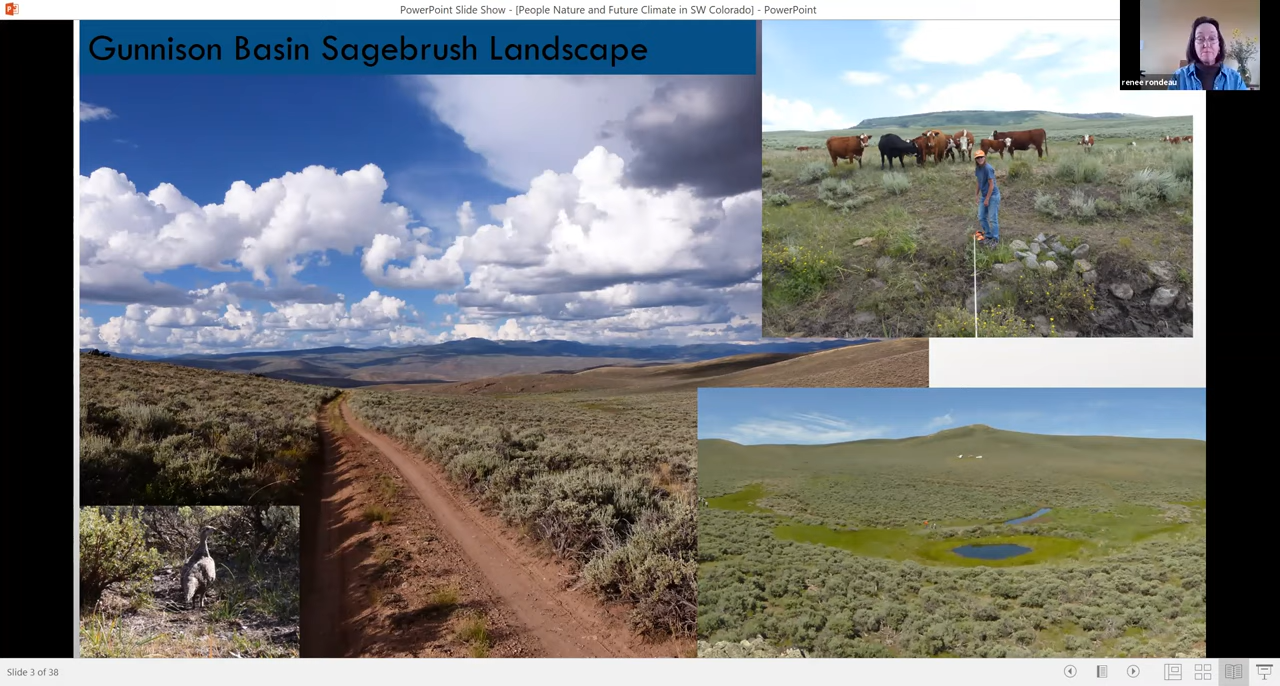 PowerPoint Slide Show - [People Nature and Future Climate in SW Colorado] - PowerPoint
Gunnison Basin Sagebrush Landscape
renee rondeau
Slide 3 of 38